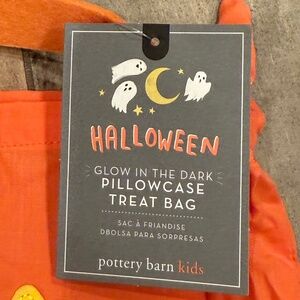 HALLOWEEN
GLOW IN THE DARK
PILLOWCASE
TREAT BAG
SAC À FRIANDISE
DBOLSA PARA SORPRESAS
pottery barn kids